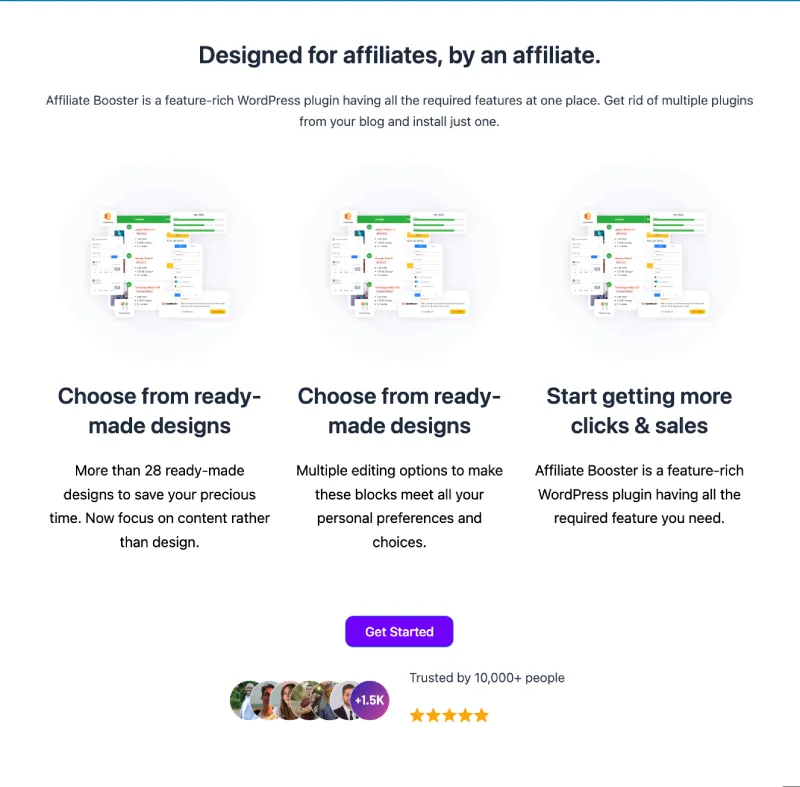 Designed for affiliates, by an affiliate.
Affiliate Booster is a feature-rich WordPress plugin having all the required features at one place. Get rid of multiple plugins
from your blog and install just one.
Choose from ready-
made designs
More than 28 ready-made
designs to save your precious
time. Now focus on content rather
than design.
Choose from ready-
made designs
Multiple editing options to make
these blocks meet all your
personal preferences and
choices.
Start getting more
clicks & sales
Affiliate Booster is a feature-rich
WordPress plugin having all the
required feature you need.
Get Started
+1.5K
Trusted by 10,000+ people